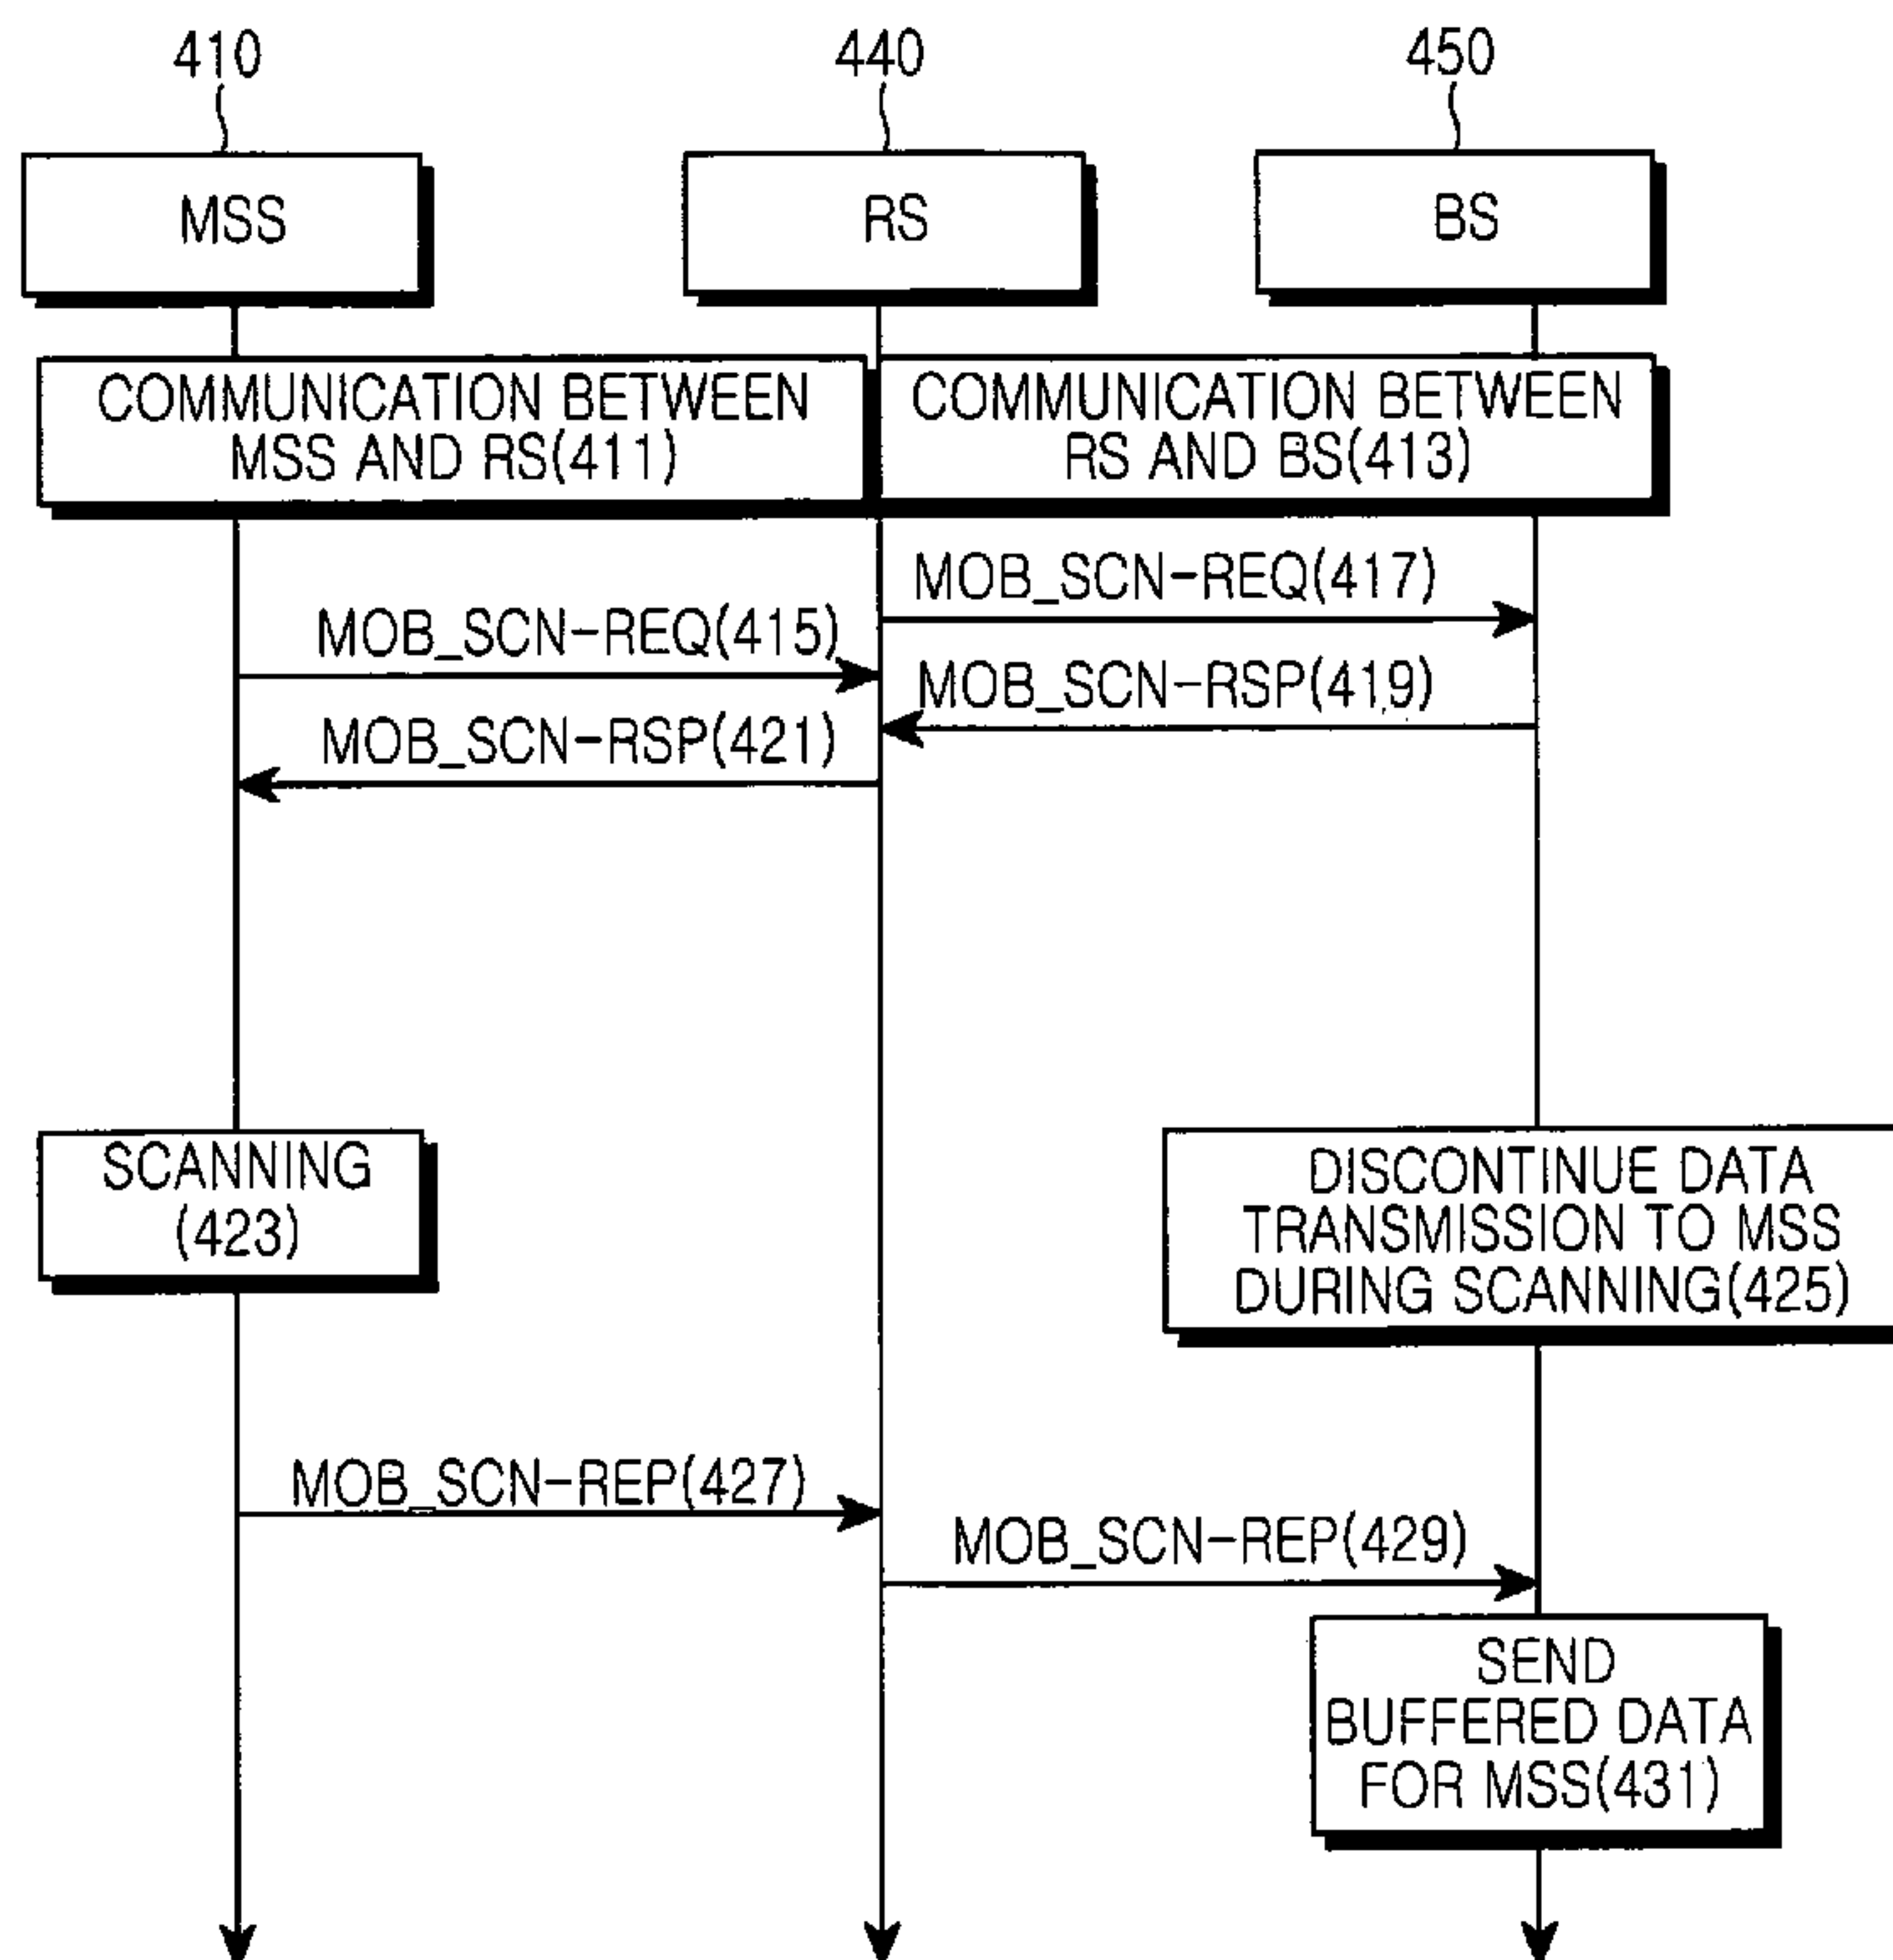 410
440
450
MSS
RS
BS
COMMUNICATION BETWEEN
MSS AND RS(411)
COMMUNICATION BETWEEN
RS AND BS(413)
MOB_SCN-REQ(417)
MOB_SCN-REQ(415)
MOB_SCN-RSP(419)
MOB_SCN-RSP(421)
SCANNING
(423)
DISCONTINUE DATA
TRANSMISSION TO MSS
DURING SCANNING(425)
MOB_SCN-REP(427)
MOB_SCN-REP(429)
SEND
BUFFERED DATA
FOR MSS(431)